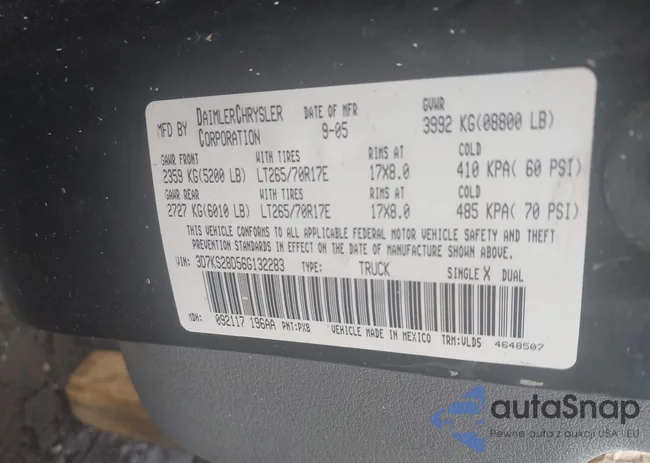 MFD BY DAIMLERCHRYSLER CORPORATION DATE OF MFR 9-05 GVWR 3992 KG(08800 LB)
GAWR FRONT WITH TIRES RIMS AT COLD
2359 KG(5200 LB) LT265/70R17E 17X8.0 410 KPA( 60 PSI)
GAWR REAR WITH TIRES RIMS AT COLD
2727 KG(6010 LB) LT265/70R17E 17X8.0 485 KPA( 70 PSI)
THIS VEHICLE CONFORMS TO ALL APPLICABLE FEDERAL MOTOR VEHICLE SAFETY AND THEFT
PREVENTION STANDARDS IN EFFECT ON THE DATE OF MANUFACTURE SHOWN ABOVE.
VIN: 3D7KS28D56G132283 TYPE: TRUCK SINGLE X DUAL
MDH: 092117 196AA PNT:PX8 VEHICLE MADE IN MEXICO TRM:VLD5 4648507
autaSnap
Pewne auta z aukcji USA i EU